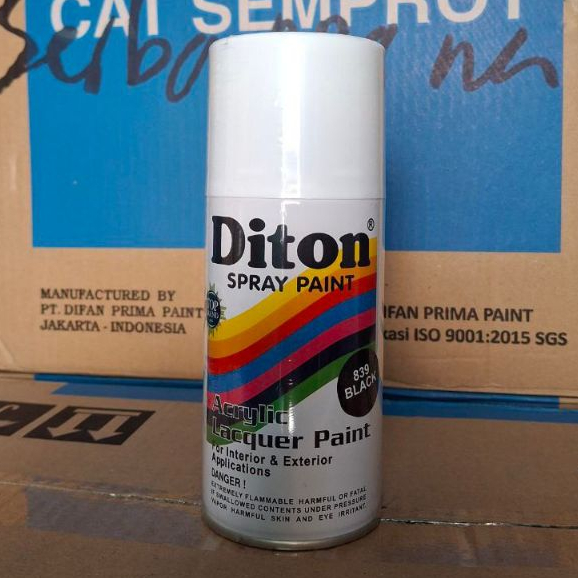 CAT SEMPROT
MANUFACTURED BY
PT. DIFAN PRIMA PAINT
JAKARTA - INDONESIA
DIFAN PRIMA PAINT
kasi ISO 9001:2015 SGS
Diton®
SPRAY PAINT
TOP
839
BLACK
Acrylic
Lacquer Paint
For Interior & Exterior
Applications
DANGER !
EXTREMELY FLAMMABLE HARMFUL OR FATAL
IF SWALLOWED CONTENTS UNDER PRESSURE
VAPOR HARMFUL SKIN AND EYE IRRITANT.